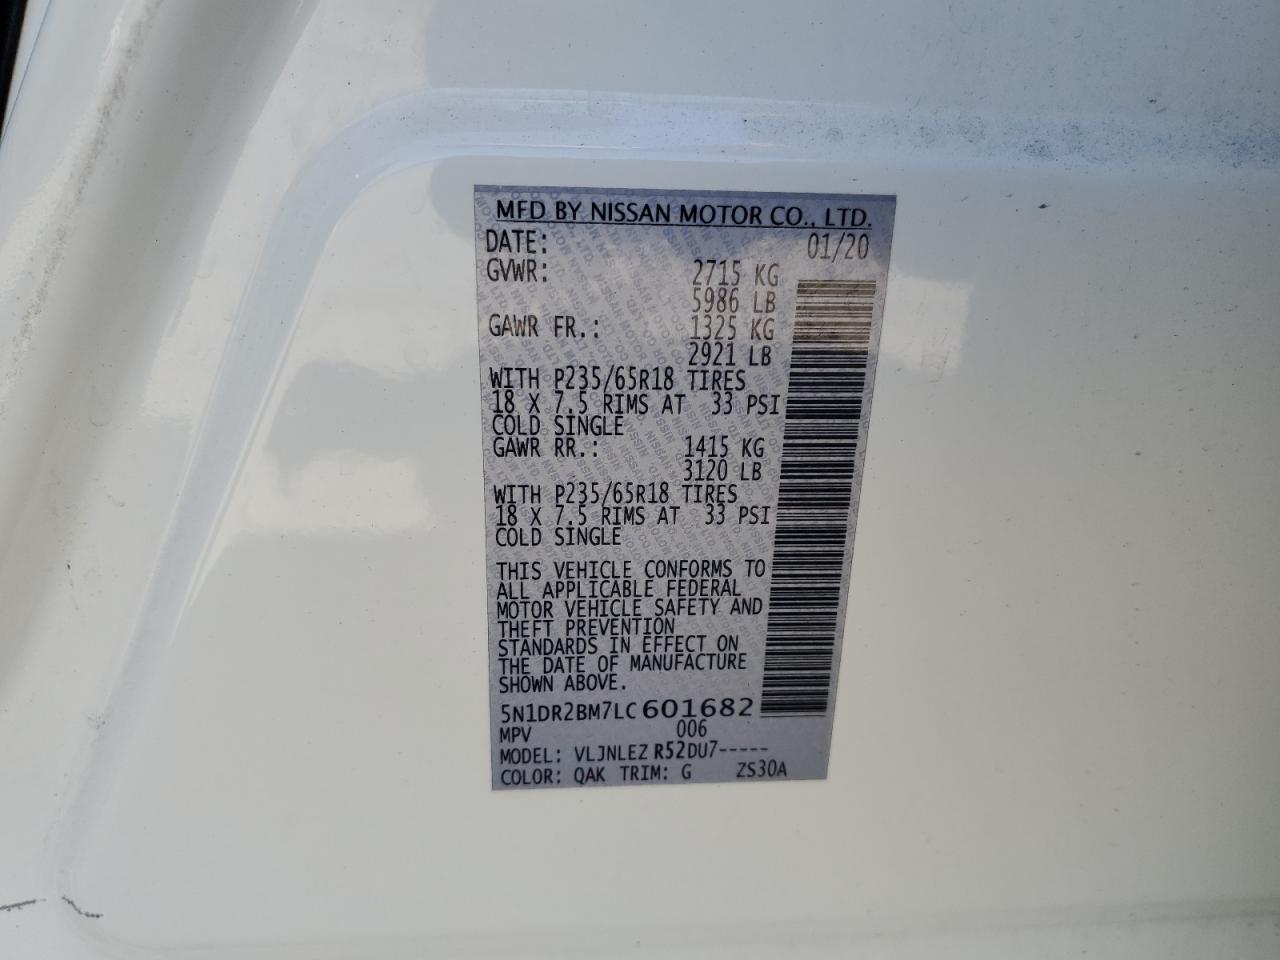 MFD BY NISSAN MOTOR CO., LTD.
DATE: 01/20
GVWR: 2715 KG
5986 LB
GAWR FR.: 1325 KG
2921 LB
WITH P235/65R18 TIRES
18 X 7.5 RIMS AT 33 PSI
COLD SINGLE
GAWR RR.: 1415 KG
3120 LB
WITH P235/65R18 TIRES
18 X 7.5 RIMS AT 33 PSI
COLD SINGLE
THIS VEHICLE CONFORMS TO
ALL APPLICABLE FEDERAL
MOTOR VEHICLE SAFETY AND
THEFT PREVENTION
STANDARDS IN EFFECT ON
THE DATE OF MANUFACTURE
SHOWN ABOVE.
5N1DR2BM7LC601682
MPV 006
MODEL: VLJNLEZ R52DU7-----
COLOR: QAK TRIM: G ZS30A